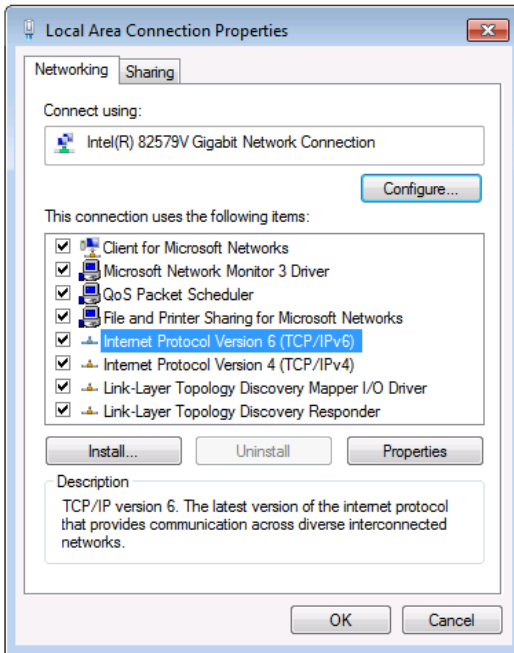 Local Area Connection Properties
Networking
Sharing
Connect using:
Intel(R) 82579V Gigabit Network Connection
Configure...
This connection uses the following items:
Client for Microsoft Networks
Microsoft Network Monitor 3 Driver
QoS Packet Scheduler
File and Printer Sharing for Microsoft Networks
Internet Protocol Version 6 (TCP/IPv6)
Internet Protocol Version 4 (TCP/IPv4)
Link-Layer Topology Discovery Mapper I/O Driver
Link-Layer Topology Discovery Responder
Install...
Uninstall
Properties
Description
TCP/IP version 6. The latest version of the internet protocol
that provides communication across diverse interconnected
networks.
OK
Cancel